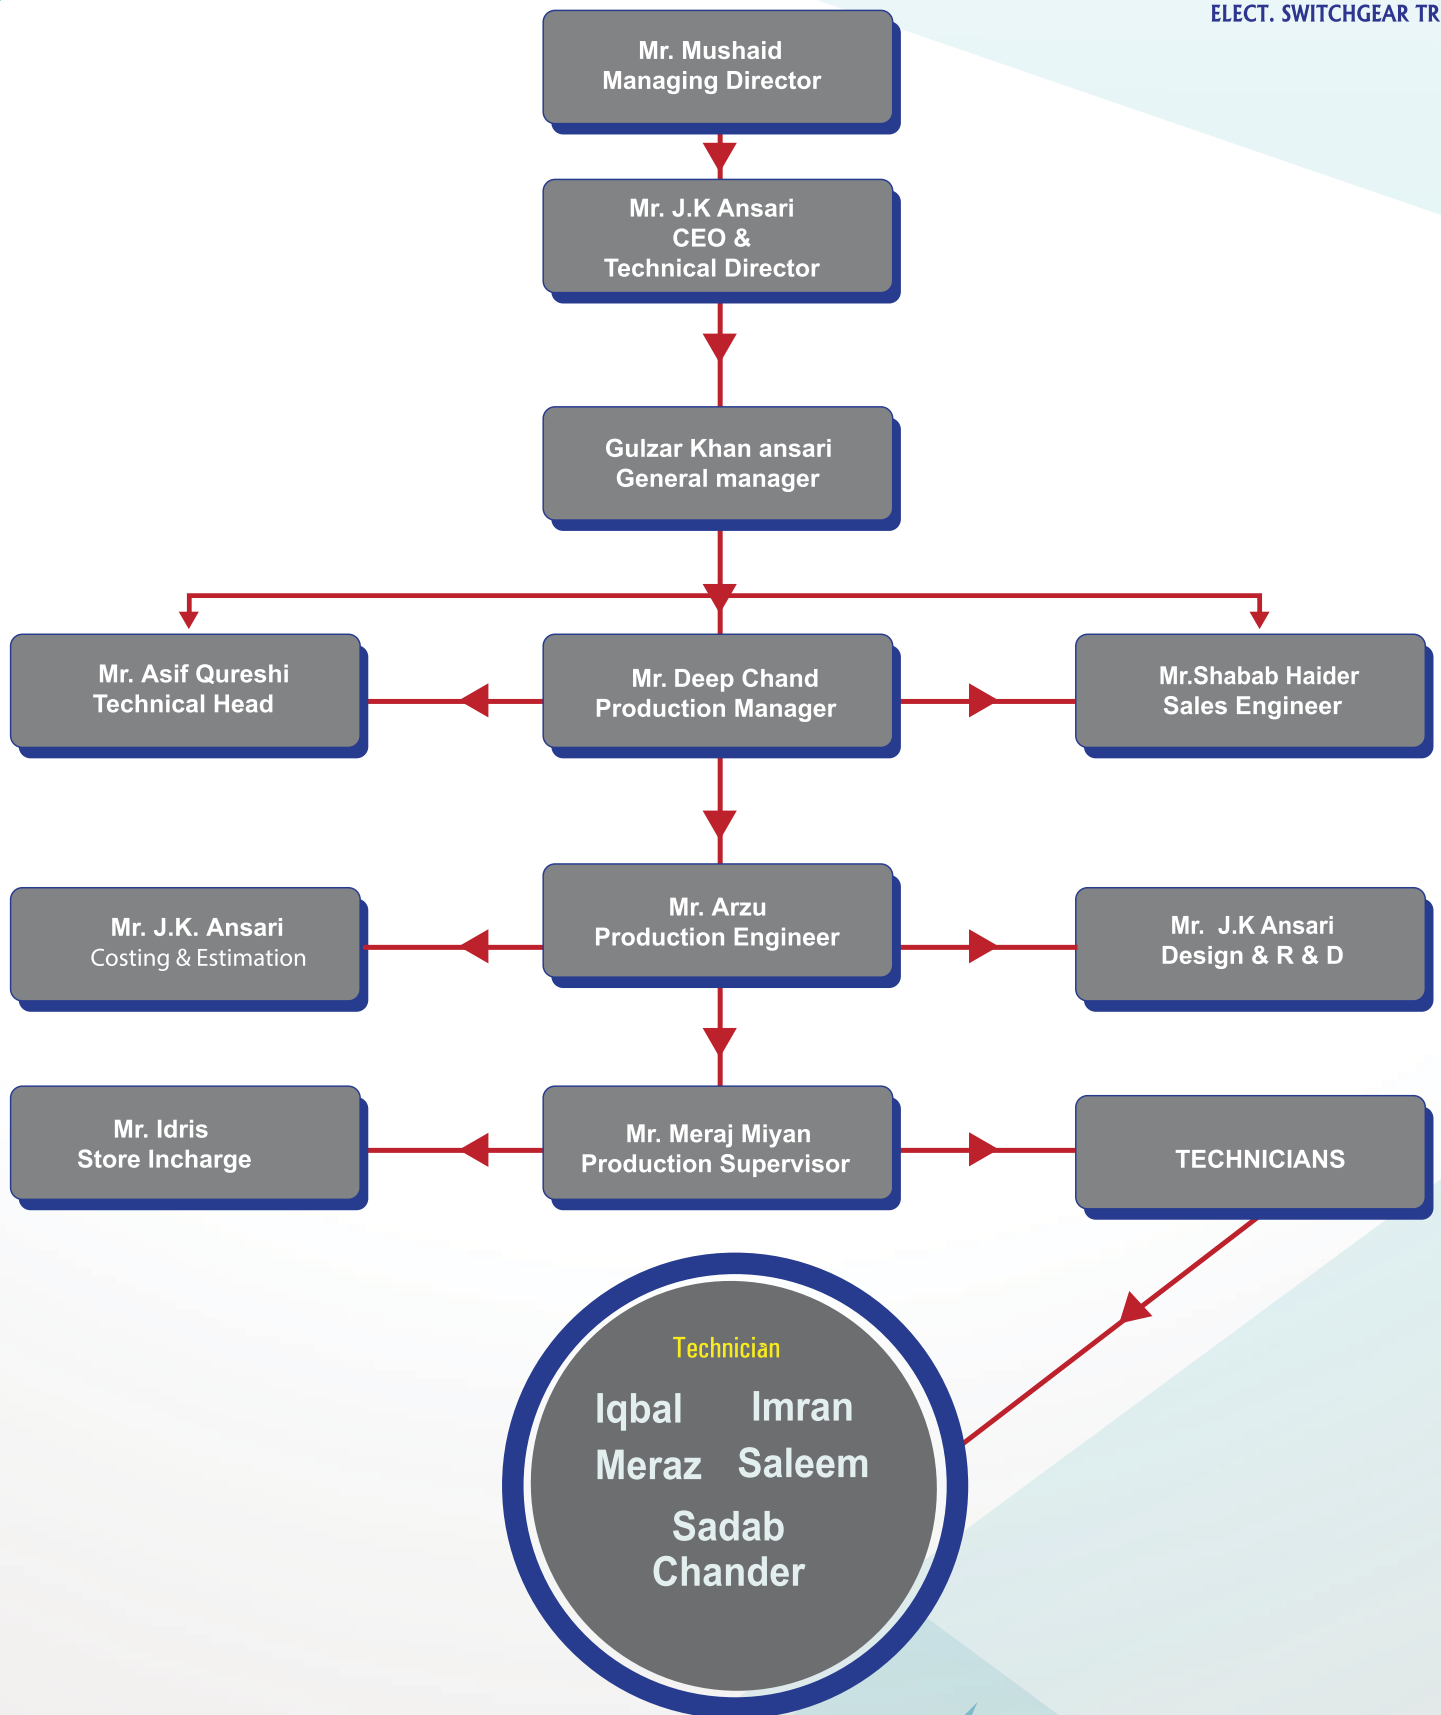 ELECT. SWITCHGEAR TR
Mr. Mushaid
Managing Director
Mr. J.K Ansari
CEO &
Technical Director
Gulzar Khan ansari
General manager
Mr. Asif Qureshi
Technical Head
Mr. Deep Chand
Production Manager
Mr.Shabab Haider
Sales Engineer
Mr. J.K. Ansari
Costing & Estimation
Mr. Arzu
Production Engineer
Mr. J.K Ansari
Design & R & D
Mr. Idris
Store Incharge
Mr. Meraj Miyan
Production Supervisor
TECHNICIANS
Technician
Iqbal Imran
Meraz Saleem
Sadab
Chander